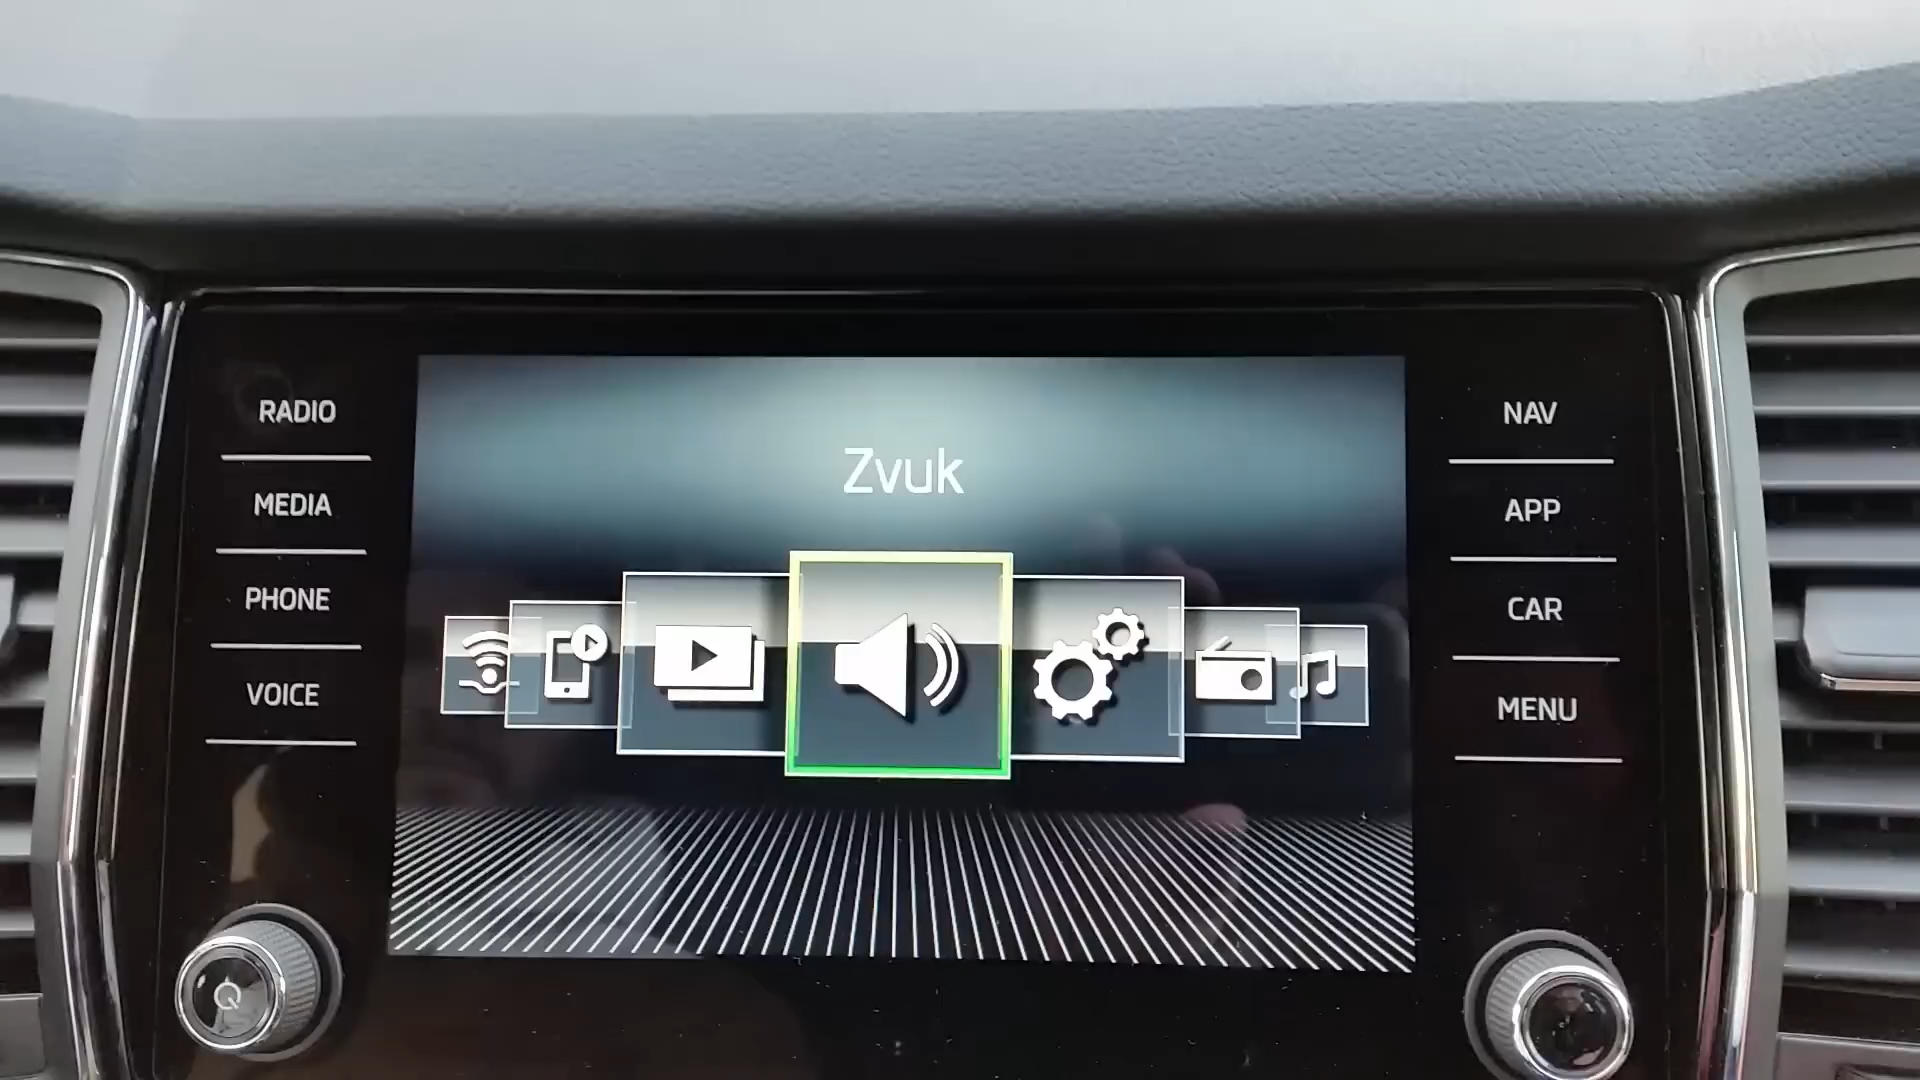 RADIO
MEDIA
PHONE
VOICE
Zvuk
NAV
APP
CAR
MENU